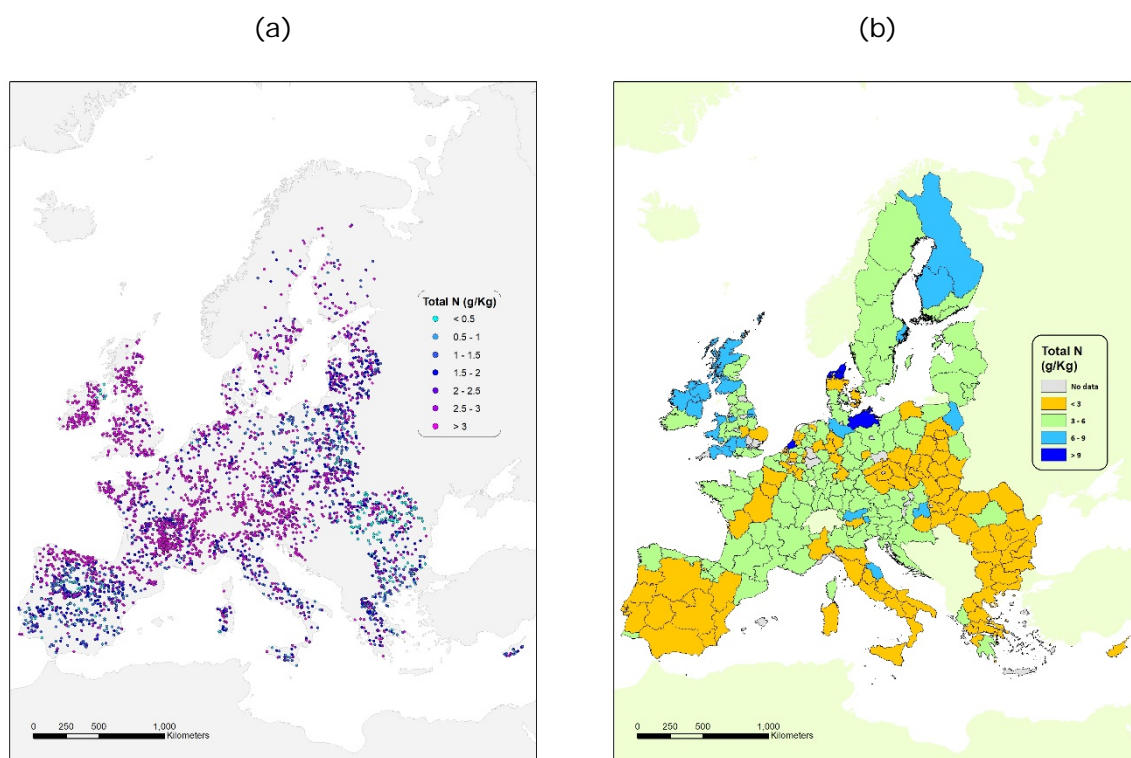 (a)
(b)
Total N (g/Kg)
< 0.5
0.5 - 1
1 - 1.5
1.5 - 2
2 - 2.5
2.5 - 3
> 3
0 250 500 1,000
Kilometers
Total N
(g/Kg)
No data
< 3
3 - 6
6 - 9
> 9
0 250 500 1,000
Kilometers